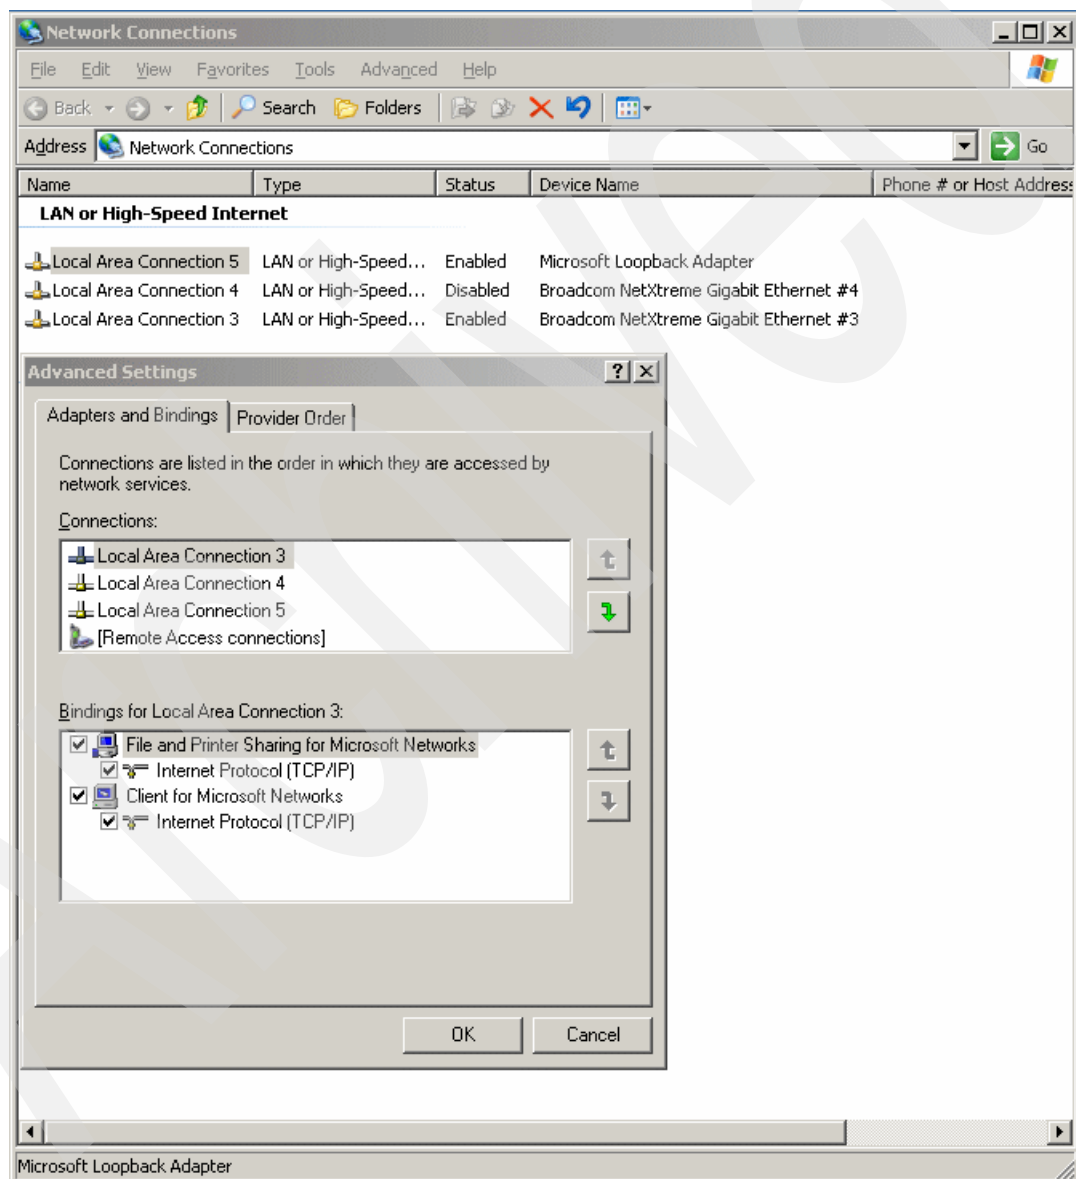 Network Connections
File Edit View Favorites Tools Advanced Help
Back Search Folders
Address Network Connections Go
Name Type Status Device Name Phone # or Host Address
LAN or High-Speed Internet
Local Area Connection 5 LAN or High-Speed... Enabled Microsoft Loopback Adapter
Local Area Connection 4 LAN or High-Speed... Disabled Broadcom NetXtreme Gigabit Ethernet #4
Local Area Connection 3 LAN or High-Speed... Enabled Broadcom NetXtreme Gigabit Ethernet #3
Advanced Settings
Adapters and Bindings Provider Order
Connections are listed in the order in which they are accessed by
network services.
Connections:
Local Area Connection 3
Local Area Connection 4
Local Area Connection 5
[Remote Access connections]
Bindings for Local Area Connection 3:
File and Printer Sharing for Microsoft Networks
Internet Protocol (TCP/IP)
Client for Microsoft Networks
Internet Protocol (TCP/IP)
OK Cancel
Microsoft Loopback Adapter